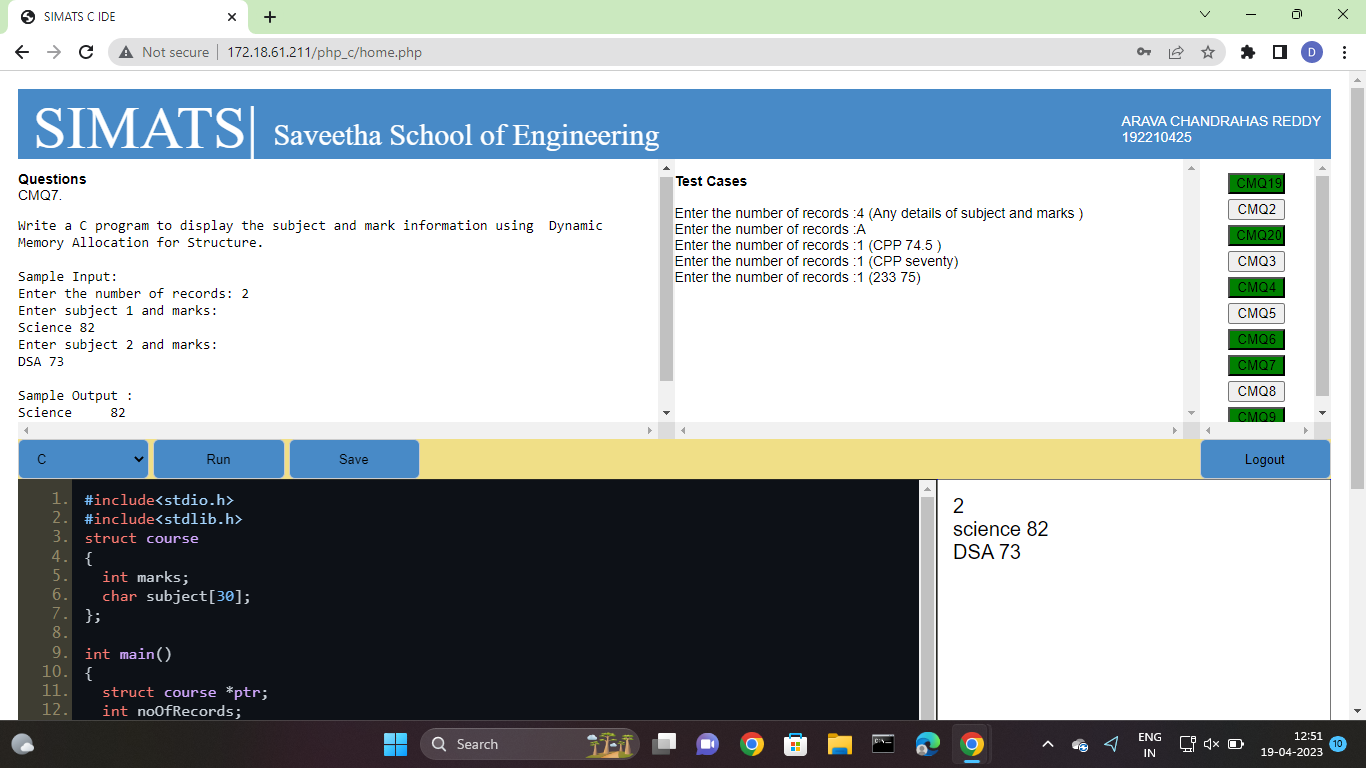 SIMATS C IDE
Not secure
172.18.61.211/php_c/home.php
D
SIMATS| Saveetha School of Engineering
ARAVA CHANDRAHAS REDDY
192210425
Questions
CMQ7.
Write a C program to display the subject and mark information using  Dynamic
Memory Allocation for Structure.
Sample Input:
Enter the number of records: 2
Enter subject 1 and marks:
Science 82
Enter subject 2 and marks:
DSA 73
Sample Output :
Science     82
Test Cases
Enter the number of records :4 (Any details of subject and marks )
Enter the number of records :A
Enter the number of records :1 (CPP 74.5 )
Enter the number of records :1 (CPP seventy)
Enter the number of records :1 (233 75)
CMQ19
CMQ2
CMQ20
CMQ3
CMQ4
CMQ5
CMQ6
CMQ7
CMQ8
CMQ9
C
Run
Save
Logout
1. #include<stdio.h>
2. #include<stdlib.h>
3. struct course
4. {
5.   int marks;
6.   char subject[30];
7. };
8.
9. int main()
10. {
11.   struct course *ptr;
12.   int noOfRecords;
2
science 82
DSA 73
Search
ENG
IN
12:51
19-04-2023
10